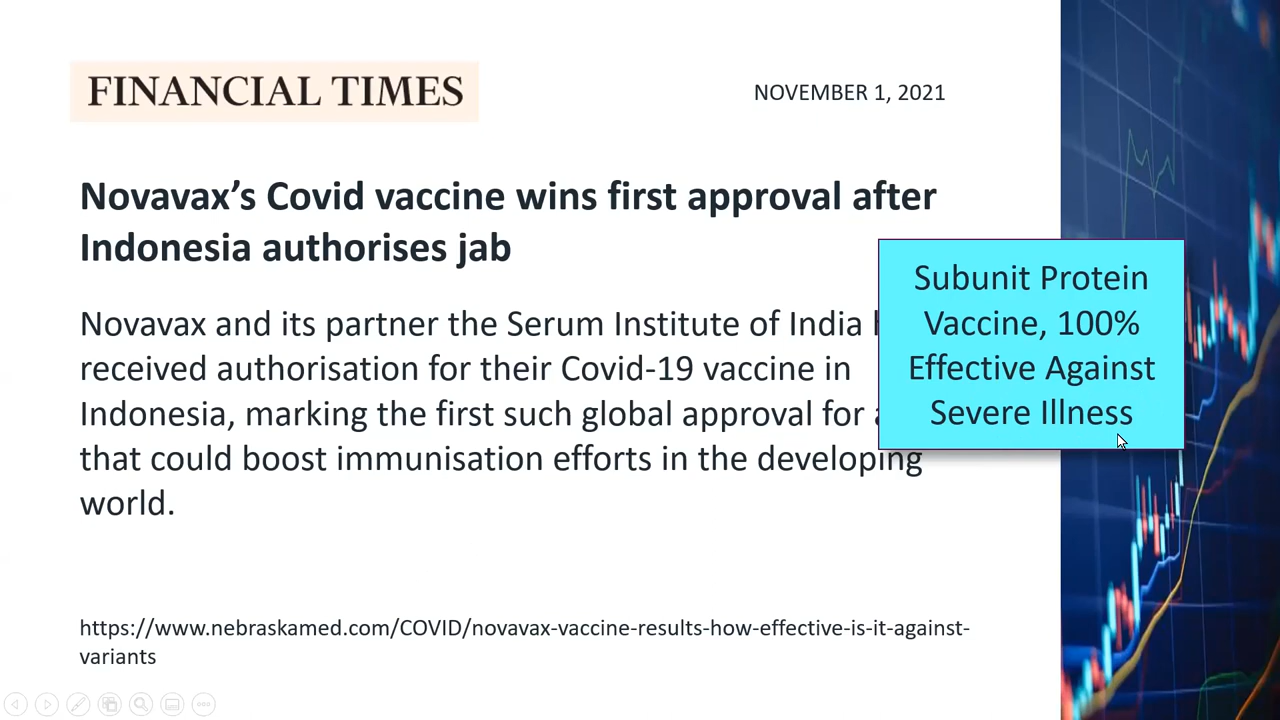 FINANCIAL TIMES
NOVEMBER 1, 2021
Novavax’s Covid vaccine wins first approval after
Indonesia authorises jab
Novavax and its partner the Serum Institute of India
received authorisation for their Covid-19 vaccine in
Indonesia, marking the first such global approval for
that could boost immunisation efforts in the developing
world.
Subunit Protein
Vaccine, 100%
Effective Against
Severe Illness
https://www.nebraskamed.com/COVID/novavax-vaccine-results-how-effective-is-it-against-
variants